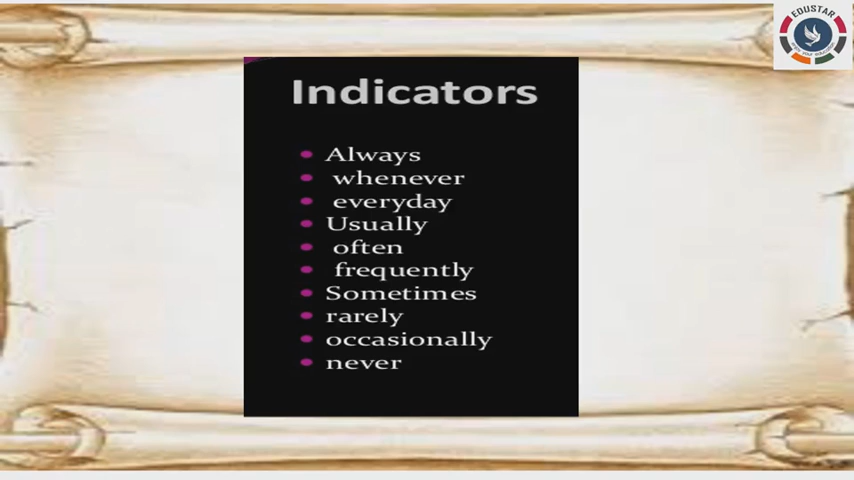 EDUSTAR
Indicators
Always
whenever
everyday
Usually
often
frequently
Sometimes
rarely
occasionally
never